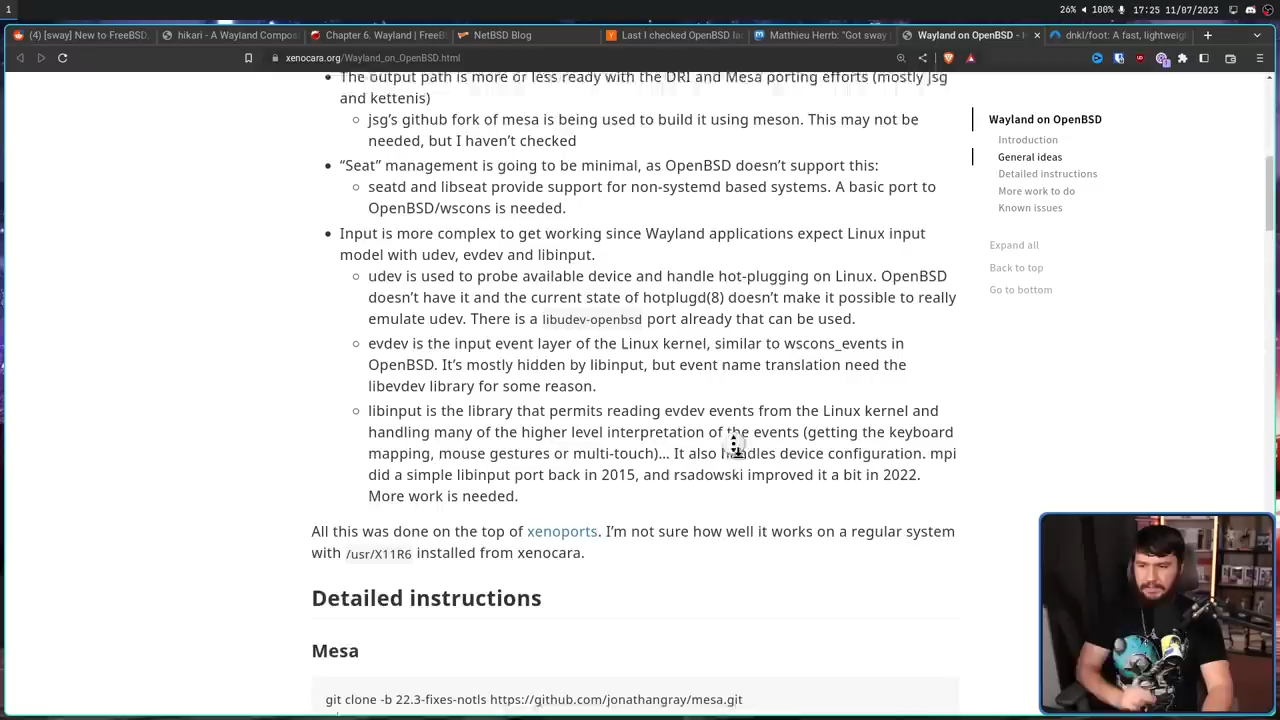 1
26% 100% 17:25 11/07/2023
(4) [sway] New to FreeBSD.
hikari - A Wayland Compos
Chapter 6. Wayland | FreeB
NetBSD Blog
Last I checked OpenBSD la
Matthieu Herrb: "Got sway
Wayland on OpenBSD -
dnkl/foot: A fast, lightweigh
xenocara.org/Wayland_on_OpenBSD.html
The output path is more or less ready with the DRI and Mesa porting efforts (mostly jsg
and kettenis)
jsg's github fork of mesa is being used to build it using meson. This may not be
needed, but I haven't checked
“Seat” management is going to be minimal, as OpenBSD doesn't support this:
seatd and libseat provide support for non-systemd based systems. A basic port to
OpenBSD/wscons is needed.
Input is more complex to get working since Wayland applications expect Linux input
model with udev, evdev and libinput.
udev is used to probe available device and handle hot-plugging on Linux. OpenBSD
doesn't have it and the current state of hotplugd(8) doesn't make it possible to really
emulate udev. There is a libudev-openbsd port already that can be used.
evdev is the input event layer of the Linux kernel, similar to wscons_events in
OpenBSD. It's mostly hidden by libinput, but event name translation need the
libevdev library for some reason.
libinput is the library that permits reading evdev events from the Linux kernel and
handling many of the higher level interpretation of the events (getting the keyboard
mapping, mouse gestures or multi-touch)... It also handles device configuration. mpi
did a simple libinput port back in 2015, and rsadowski improved it a bit in 2022.
More work is needed.
All this was done on the top of xenoports. I'm not sure how well it works on a regular system
with /usr/X11R6 installed from xenocara.
Detailed instructions
Mesa
git clone -b 22.3-fixes-notls https://github.com/jonathangray/mesa.git
Wayland on OpenBSD
Introduction
General ideas
Detailed instructions
More work to do
Known issues
Expand all
Back to top
Go to bottom